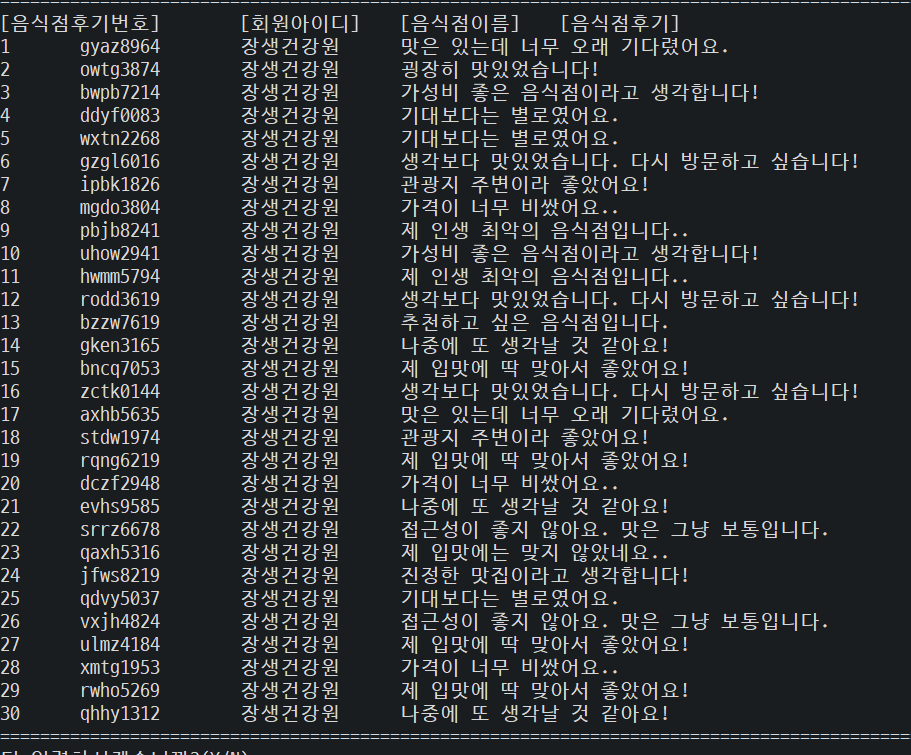 ================================================================================
[음식점후기번호] [회원아이디] [음식점이름] [음식점후기]
1 gyaz8964 장생건강원 맛은 있는데 너무 오래 기다렸어요.
2 owtg3874 장생건강원 굉장히 맛있었습니다!
3 bwpb7214 장생건강원 가성비 좋은 음식점이라고 생각합니다!
4 ddyf0083 장생건강원 기대보다는 별로였어요.
5 wxtn2268 장생건강원 기대보다는 별로였어요.
6 gzgl6016 장생건강원 생각보다 맛있었습니다. 다시 방문하고 싶습니다!
7 ipbk1826 장생건강원 관광지 주변이라 좋았어요!
8 mgdo3804 장생건강원 가격이 너무 비쌌어요..
9 pbjb8241 장생건강원 제 인생 최악의 음식점입니다..
10 uhow2941 장생건강원 가성비 좋은 음식점이라고 생각합니다!
11 hwmm5794 장생건강원 제 인생 최악의 음식점입니다..
12 rodd3619 장생건강원 생각보다 맛있었습니다. 다시 방문하고 싶습니다!
13 bzzw7619 장생건강원 추천하고 싶은 음식점입니다.
14 gken3165 장생건강원 나중에 또 생각날 것 같아요!
15 bncq7053 장생건강원 제 입맛에 딱 맞아서 좋았어요!
16 zctk0144 장생건강원 생각보다 맛있었습니다. 다시 방문하고 싶습니다!
17 axhb5635 장생건강원 맛은 있는데 너무 오래 기다렸어요.
18 stdw1974 장생건강원 관광지 주변이라 좋았어요!
19 rqng6219 장생건강원 제 입맛에 딱 맞아서 좋았어요!
20 dczf2948 장생건강원 가격이 너무 비쌌어요..
21 evhs9585 장생건강원 나중에 또 생각날 것 같아요!
22 srrz6678 장생건강원 접근성이 좋지 않아요. 맛은 그냥 보통입니다.
23 qaxh5316 장생건강원 제 입맛에는 맞지 않았네요..
24 jfws8219 장생건강원 진정한 맛집이라고 생각합니다!
25 qdvy5037 장생건강원 기대보다는 별로였어요.
26 vxjh4824 장생건강원 접근성이 좋지 않아요. 맛은 그냥 보통입니다.
27 ulmz4184 장생건강원 제 입맛에 딱 맞아서 좋았어요!
28 xmtg1953 장생건강원 가격이 너무 비쌌어요..
29 rwho5269 장생건강원 제 입맛에 딱 맞아서 좋았어요!
30 qhhy1312 장생건강원 나중에 또 생각날 것 같아요!
================================================================================